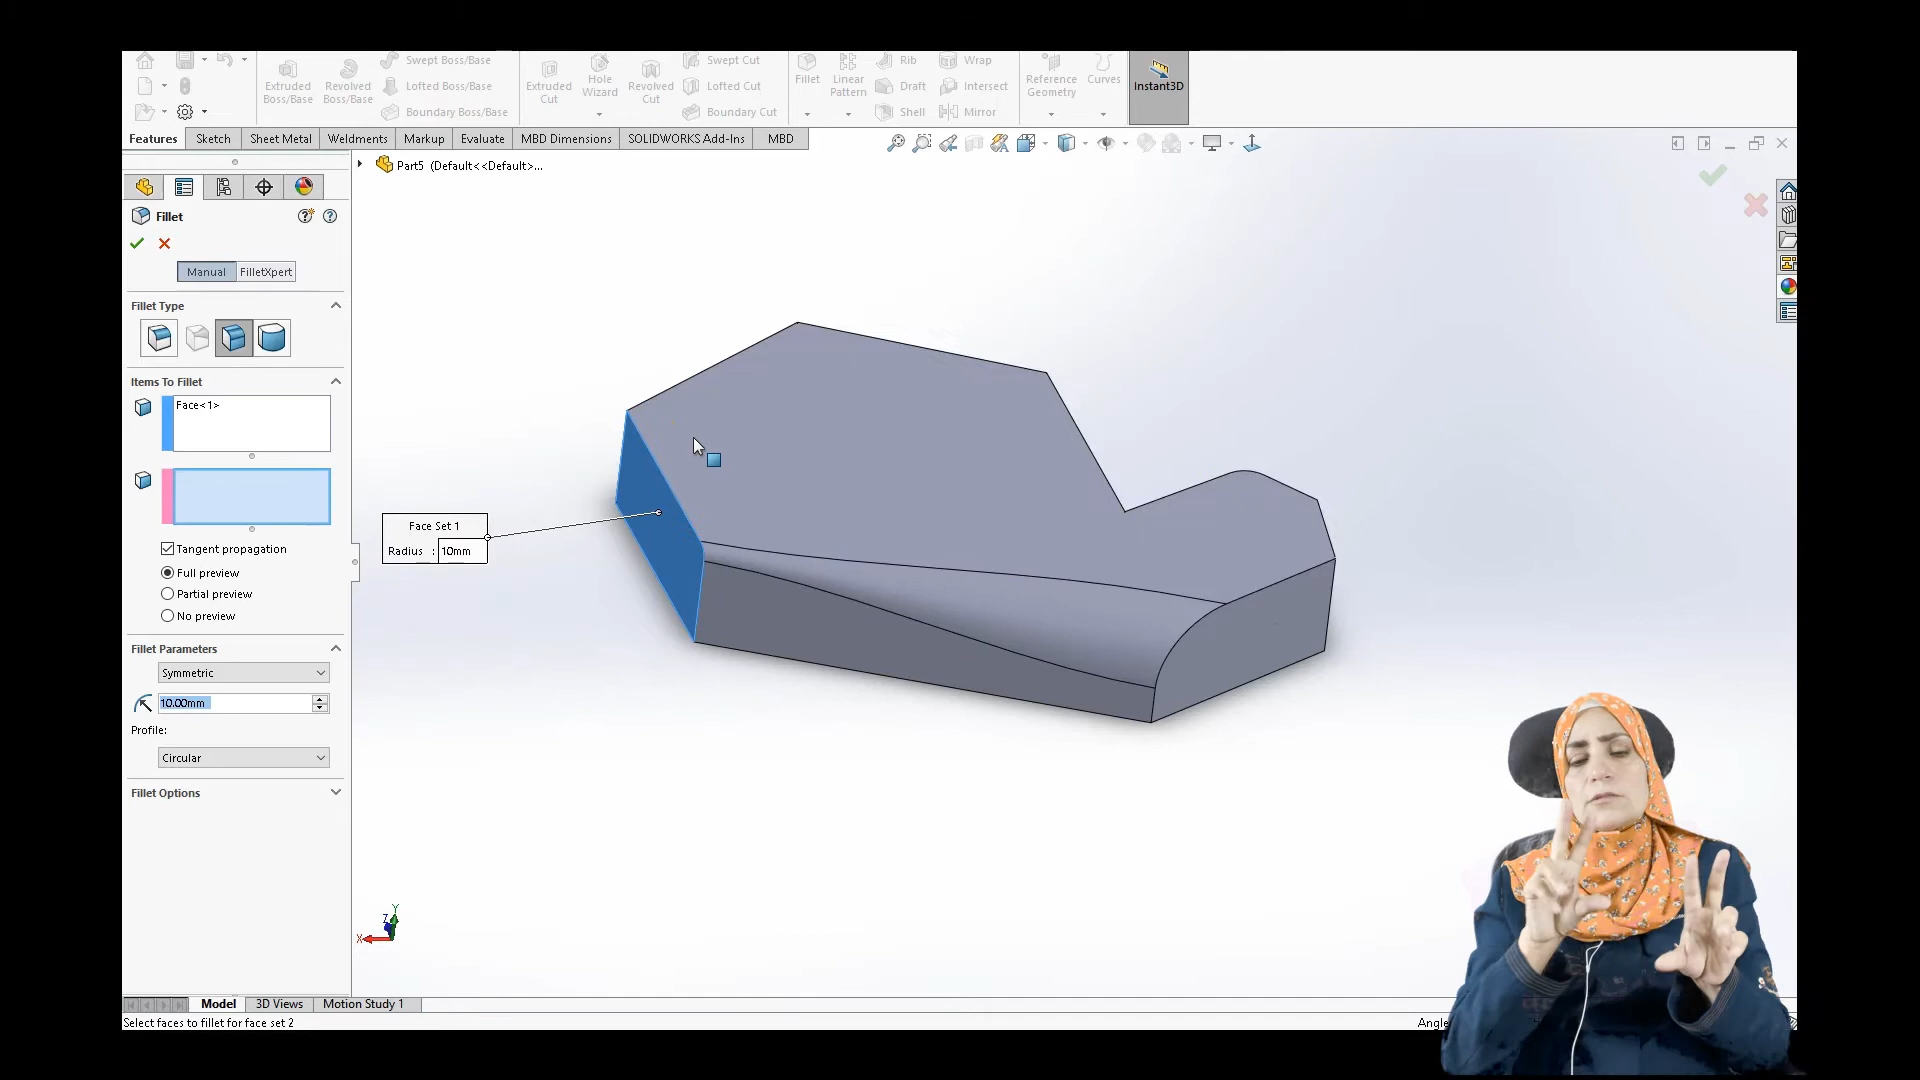 Extruded
Boss/Base
Revolved
Boss/Base
Swept Boss/Base
Lofted Boss/Base
Boundary Boss/Base
Extruded
Cut
Hole
Wizard
Revolved
Cut
Swept Cut
Lofted Cut
Boundary Cut
Fillet
Linear
Pattern
Rib
Draft
Shell
Wrap
Intersect
Mirror
Reference
Geometry
Curves
Instant3D
Features
Sketch
Sheet Metal
Weldments
Markup
Evaluate
MBD Dimensions
SOLIDWORKS Add-Ins
MBD
Part5 (Default<<Default>...
Fillet
Manual
FilletXpert
Fillet Type
Items To Fillet
Face<1>
Tangent propagation
Full preview
Partial preview
No preview
Fillet Parameters
Symmetric
10.00mm
Profile:
Circular
Fillet Options
Face Set 1
Radius : 10mm
Y
Z
X
Model
3D Views
Motion Study 1
Select faces to fillet for face set 2
Angle